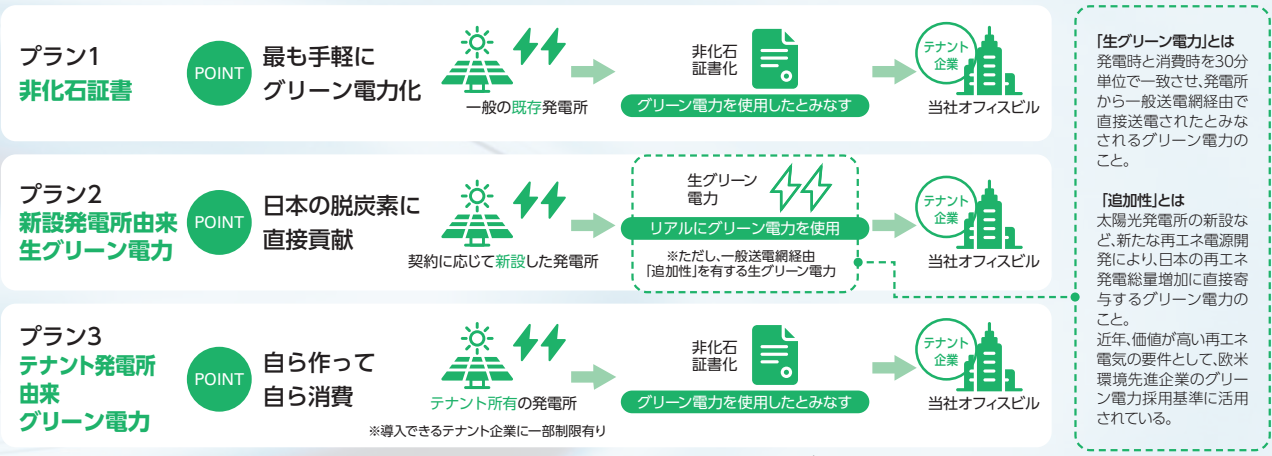 プラン1
非化石証書
POINT
最も手軽に
グリーン電力化
一般の既存発電所
非化石
証書化
グリーン電力を使用したとみなす
テナント
企業
当社オフィスビル
プラン2
新設発電所由来
生グリーン電力
POINT
日本の脱炭素に
直接貢献
契約に応じて新設した発電所
生グリーン
電力
リアルにグリーン電力を使用
※ただし、一般送電網経由
「追加性」を有する生グリーン電力
テナント
企業
当社オフィスビル
プラン3
テナント発電所
由来
グリーン電力
POINT
自ら作って
自ら消費
テナント所有の発電所
※導入できるテナント企業に一部制限有り
非化石
証書化
グリーン電力を使用したとみなす
テナント
企業
当社オフィスビル
「生グリーン電力」とは
発電時と消費時を30分
単位で一致させ、発電所
から一般送電網経由で
直接送電されたとみな
されるグリーン電力の
こと。
「追加性」とは
太陽光発電所の新設な
ど、新たな再エネ電源開
発により、日本の再エネ
発電総量増加に直接寄
与するグリーン電力の
こと。
近年、価値が高い再エネ
電気の要件として、欧米
環境先進企業のグリー
ン電力採用基準に活用
されている。